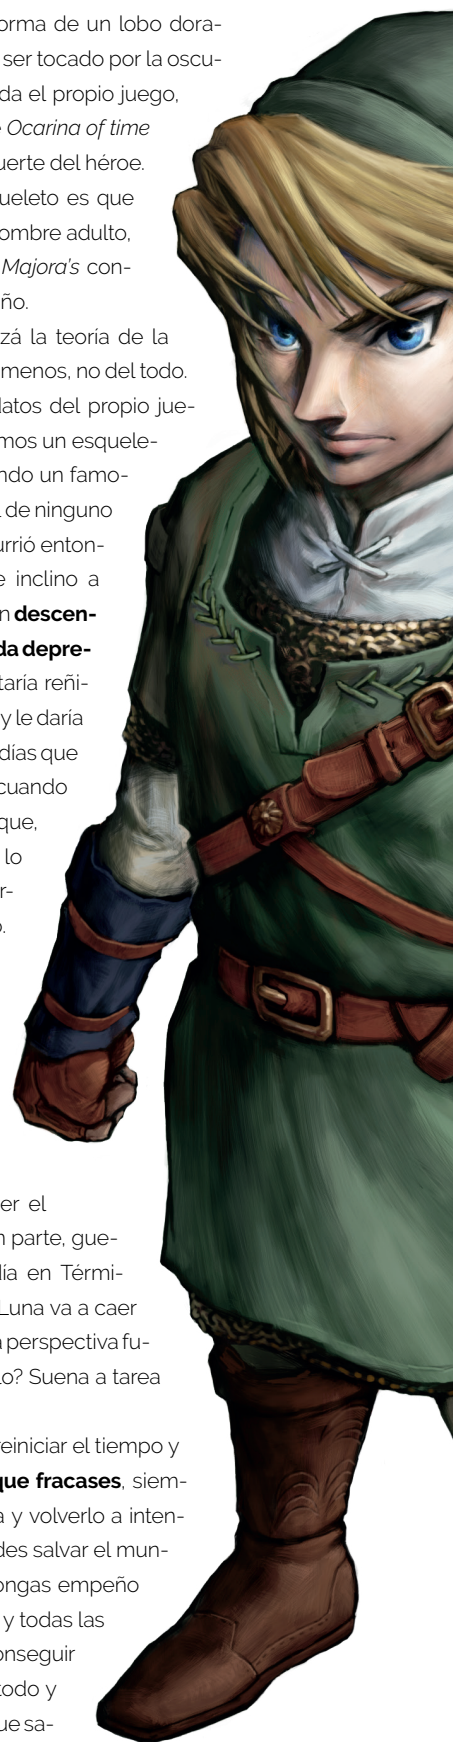 orma de un lobo dora-
ser tocado por la oscu-
da el propio juego,
Ocarina of time
uerte del héroe.
ueleto es que
ombre adulto,
Majora's con-
ño.
zá la teoría de la
menos, no del todo.
latos del propio jue-
mos un esquele-
ndo un famo-
de ninguno
urrió enton-
e inclino a
n descen-
da depre-
taría reñi-
y le daría
días que
cuando
que,
lo
r-
o.
er el
n parte, gue-
día en Térmi-
Luna va a caer
a perspectiva fu-
lo? Suena a tarea
reiniciar el tiempo y
que fracases, siem-
a y volverlo a inten-
des salvar el mun-
ongas empeño
y todas las
onseguir
todo y
ue sa-